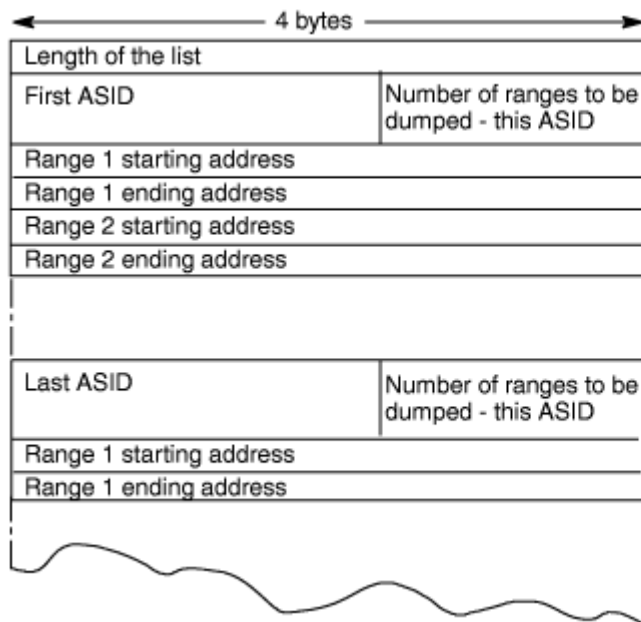 4 bytes
Length of the list
First ASID
Number of ranges to be
dumped - this ASID
Range 1 starting address
Range 1 ending address
Range 2 starting address
Range 2 ending address
Last ASID
Number of ranges to be
dumped - this ASID
Range 1 starting address
Range 1 ending address